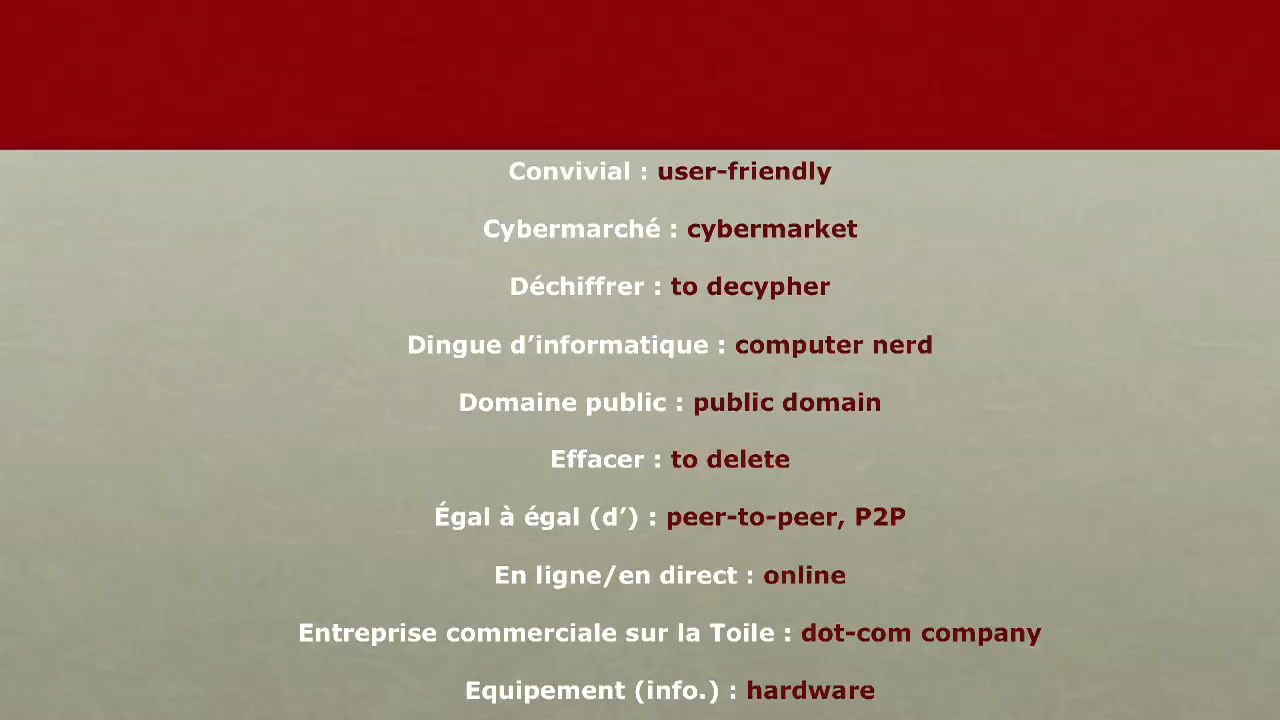 Convivial : user-friendly
Cybermarché : cybermarket
Déchiffrer : to decypher
Dingue d’informatique : computer nerd
Domaine public : public domain
Effacer : to delete
Égal à égal (d’) : peer-to-peer, P2P
En ligne/en direct : online
Entreprise commerciale sur la Toile : dot-com company
Equipement (info.) : hardware